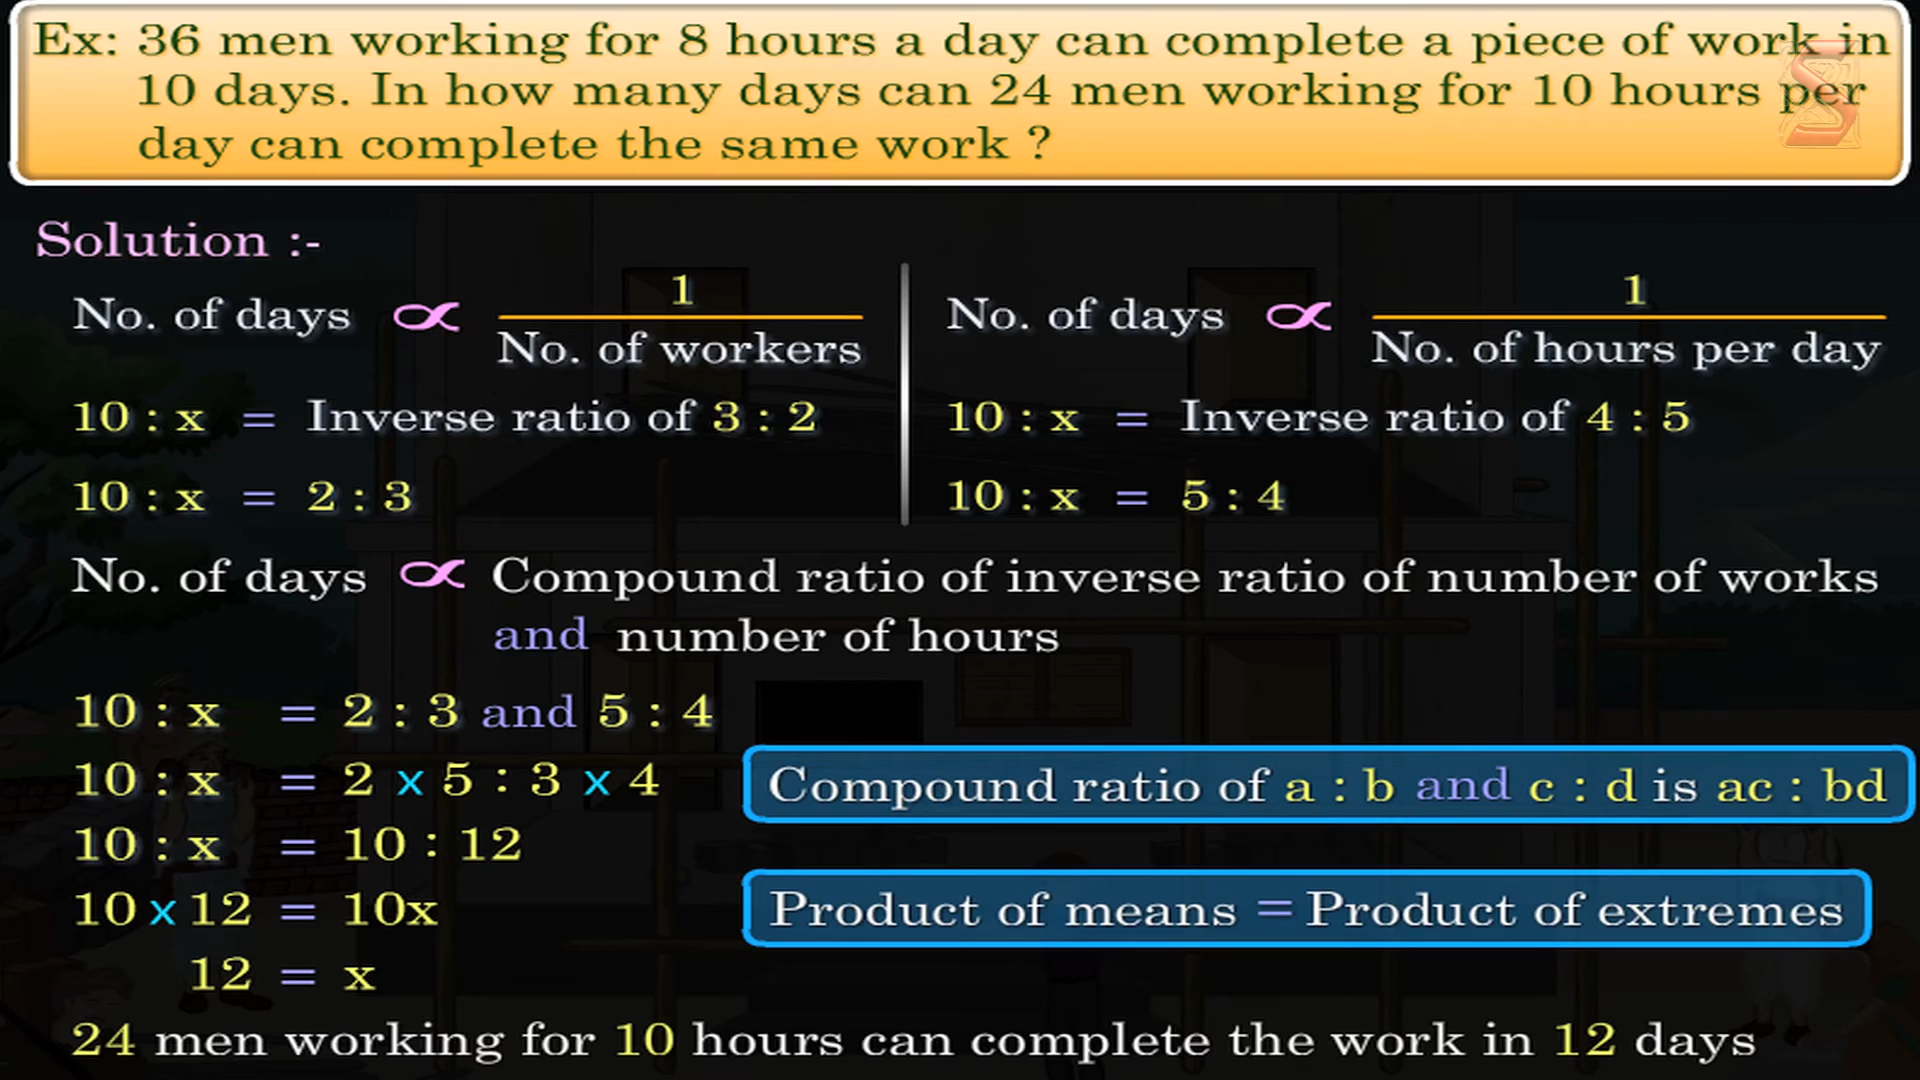 Ex: 36 men working for 8 hours a day can complete a piece of work in
10 days. In how many days can 24 men working for 10 hours per
day can complete the same work ?
Solution :-
No. of days ∝ 1 / No. of workers
10 : x = Inverse ratio of 3 : 2
10 : x = 2 : 3
No. of days ∝ 1 / No. of hours per day
10 : x = Inverse ratio of 4 : 5
10 : x = 5 : 4
No. of days ∝ Compound ratio of inverse ratio of number of works
and number of hours
10 : x = 2 : 3 and 5 : 4
10 : x = 2 x 5 : 3 x 4
Compound ratio of a : b and c : d is ac : bd
10 : x = 10 : 12
10 x 12 = 10x
Product of means = Product of extremes
12 = x
24 men working for 10 hours can complete the work in 12 days